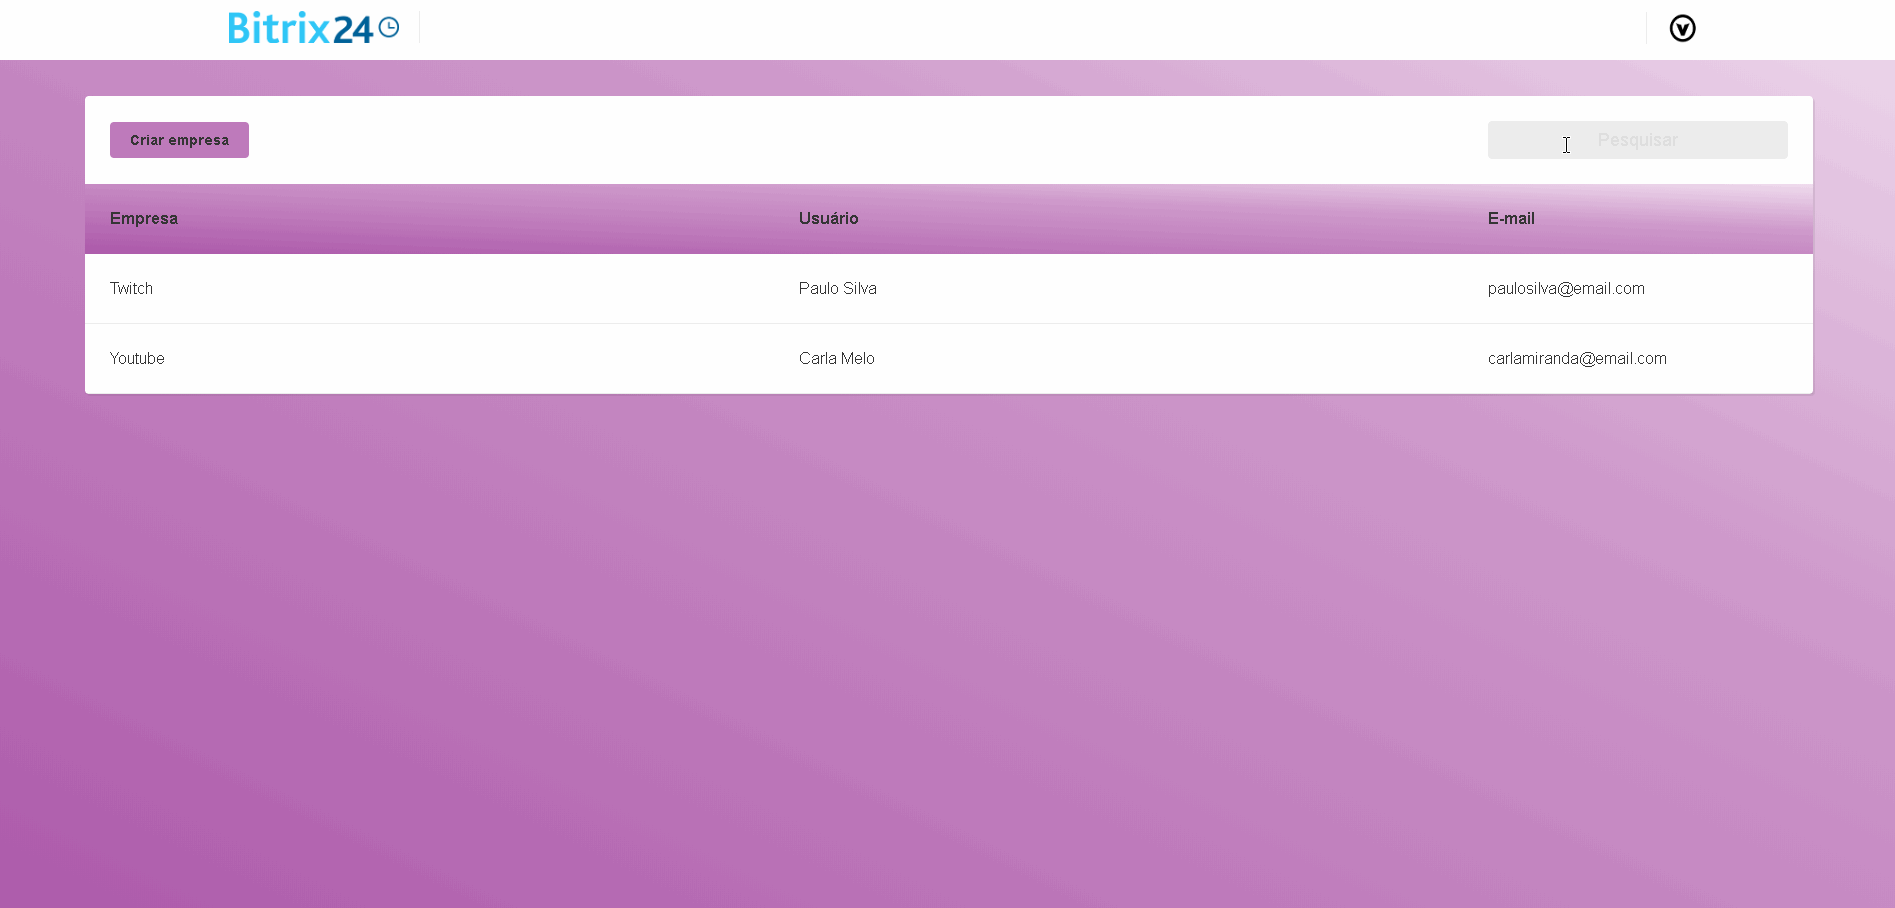 Bitrix24
Criar empresa
Pesquisar
Empresa Usuário E-mail
Twitch Paulo Silva paulosilva@email.com
Youtube Carla Melo carlamiranda@email.com